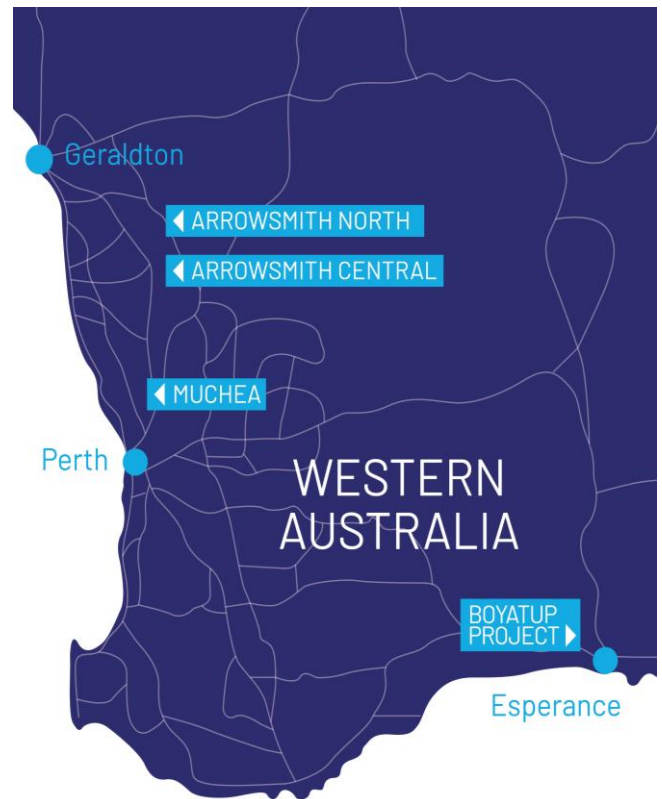 Geraldton
ARROWSMITH NORTH
ARROWSMITH CENTRAL
MUCHEA
Perth
WESTERN
AUSTRALIA
BOYATUP
PROJECT
Esperance